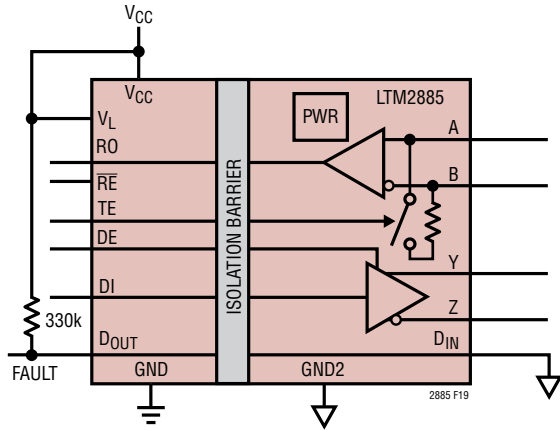 VCC
VCC
LTM2885
PWR
VL
A
RO
B
RE
ISOLATION BARRIER
TE
DE
Y
DI
Z
330k
DOUT
DIN
FAULT
GND
GND2
2885 F19